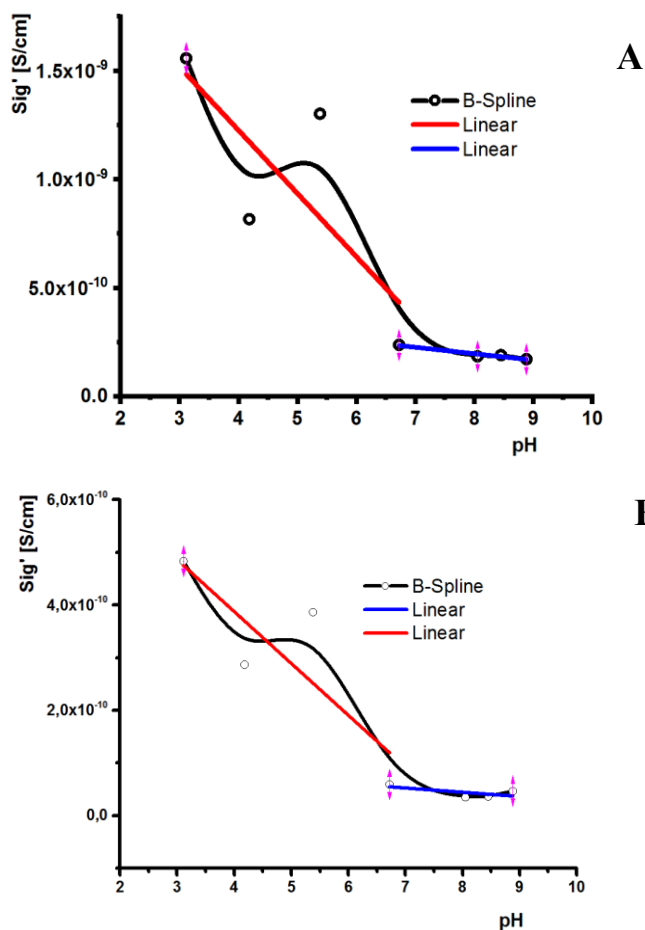 A
Sig' [S/cm]
1.5x10⁻⁹
1.0x10⁻⁹
5.0x10⁻¹⁰
0.0
B-Spline
Linear
Linear
2 3 4 5 6 7 8 9 10
pH
Sig' [S/cm]
6,0x10⁻¹⁰
4,0x10⁻¹⁰
2,0x10⁻¹⁰
0,0
B-Spline
Linear
Linear
2 3 4 5 6 7 8 9 10
pH